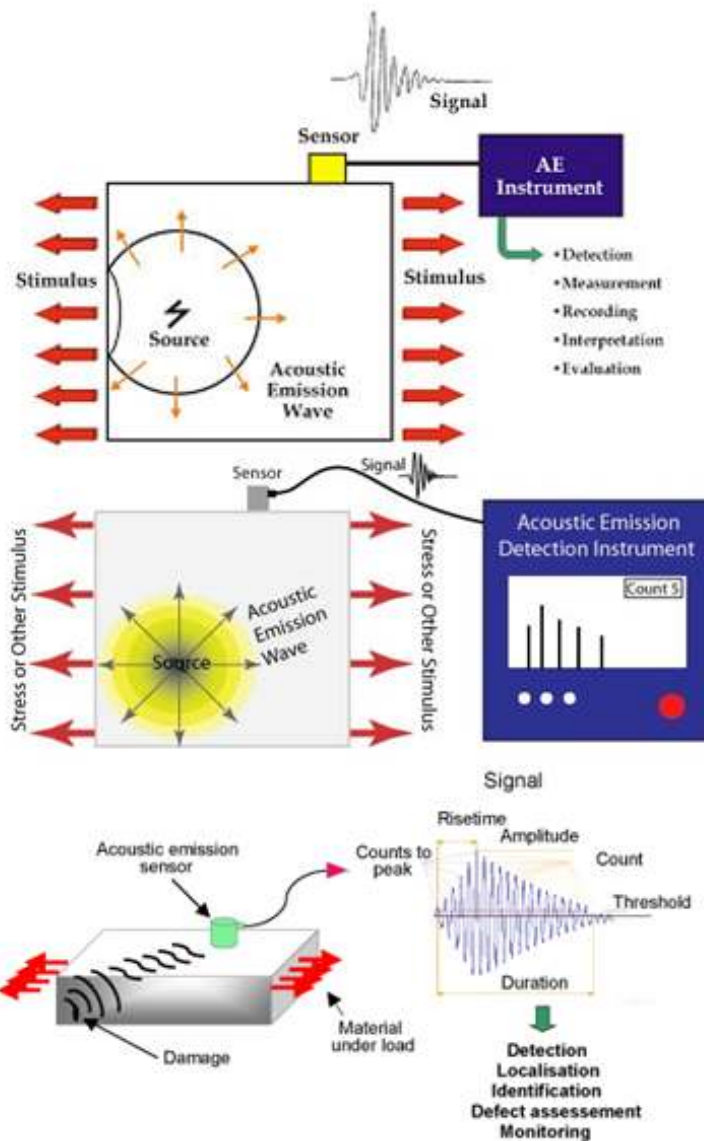 Signal
Sensor
AE
Instrument
Stimulus
Stimulus
Source
Acoustic
Emission
Wave
•Detection
•Measurement
•Recording
•Interpretation
•Evaluation
Sensor
Signal
Stress or Other Stimulus
Source
Acoustic
Emission
Wave
Stress or Other Stimulus
Acoustic Emission
Detection Instrument
Count 5
Signal
Risetime
Amplitude
Counts to
peak
Count
Threshold
Duration
Acoustic emission
sensor
Damage
Material
under load
Detection
Localisation
Identification
Defect assessement
Monitoring